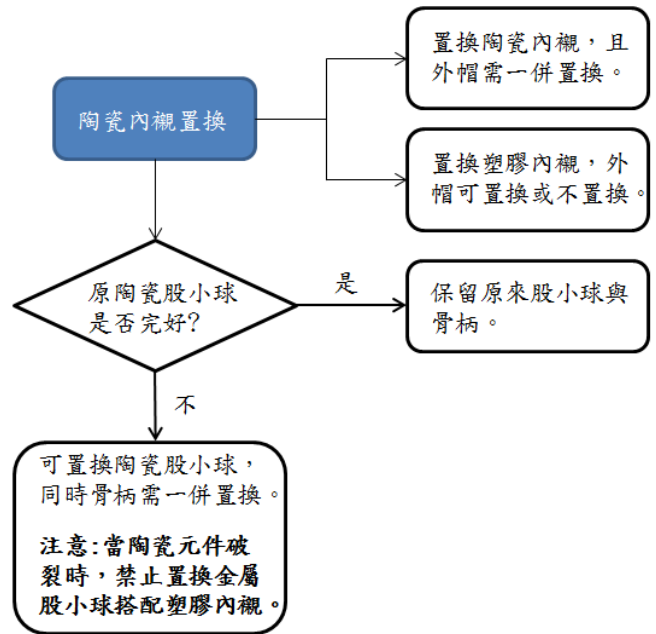 置換陶瓷內襯，且
外帽需一併置換。
陶瓷內襯置換
置換塑膠內襯，外
帽可置換或不置換。
原陶瓷股小球
是否完好?
是
保留原來股小球與
骨柄。
不
可置換陶瓷股小球，
同時骨柄需一併置換。
注意:當陶瓷元件破
裂時，禁止置換金屬
股小球搭配塑膠內襯。